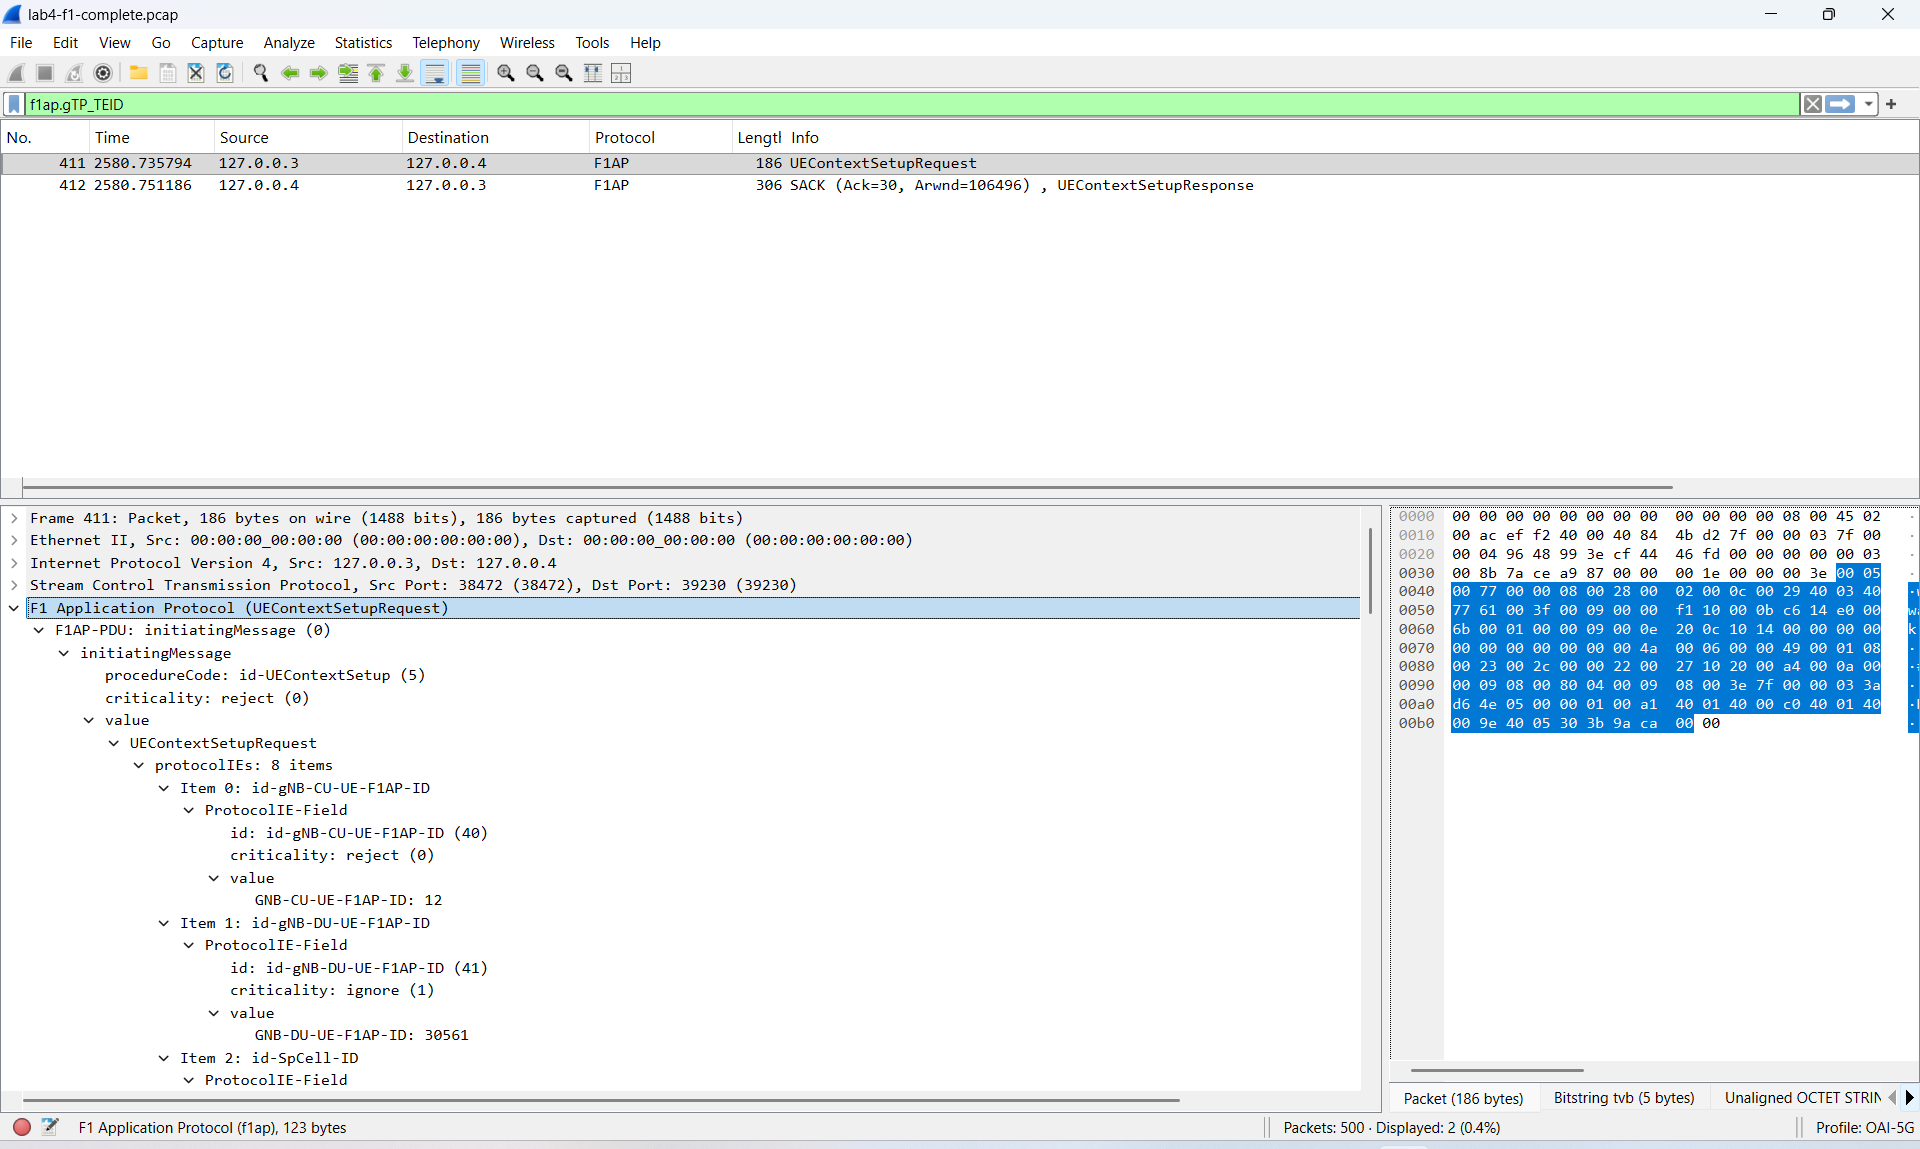 lab4-f1-complete.pcap
File Edit View Go Capture Analyze Statistics Telephony Wireless Tools Help
f1ap.gTP_TEID
No. Time Source Destination Protocol Lengtl Info
411 2580.735794 127.0.0.3 127.0.0.4 F1AP 186 UEContextSetupRequest
412 2580.751186 127.0.0.4 127.0.0.3 F1AP 306 SACK (Ack=30, Arwnd=106496) , UEContextSetupResponse
Frame 411: Packet, 186 bytes on wire (1488 bits), 186 bytes captured (1488 bits)
Ethernet II, Src: 00:00:00_00:00:00 (00:00:00:00:00:00), Dst: 00:00:00_00:00:00 (00:00:00:00:00:00)
Internet Protocol Version 4, Src: 127.0.0.3, Dst: 127.0.0.4
Stream Control Transmission Protocol, Src Port: 38472 (38472), Dst Port: 39230 (39230)
F1 Application Protocol (UEContextSetupRequest)
F1AP-PDU: initiatingMessage (0)
initiatingMessage
procedureCode: id-UEContextSetup (5)
criticality: reject (0)
value
UEContextSetupRequest
protocolIEs: 8 items
Item 0: id-gNB-CU-UE-F1AP-ID
ProtocolIE-Field
id: id-gNB-CU-UE-F1AP-ID (40)
criticality: reject (0)
value
GNB-CU-UE-F1AP-ID: 12
Item 1: id-gNB-DU-UE-F1AP-ID
ProtocolIE-Field
id: id-gNB-DU-UE-F1AP-ID (41)
criticality: ignore (1)
value
GNB-DU-UE-F1AP-ID: 30561
Item 2: id-SpCell-ID
ProtocolIE-Field
0000 00 00 00 00 00 00 00 00 00 00 00 00 08 00 45 02
0010 00 ac ef f2 40 00 40 84 4b d2 7f 00 00 03 7f 00
0020 00 04 96 48 99 3e cf 44 46 fd 00 00 00 00 00 03
0030 00 8b 7a ce a9 87 00 00 00 1e 00 00 00 3e 00 05
0040 00 77 00 00 08 00 28 00 02 00 0c 00 29 40 03 40
0050 77 61 00 3f 00 09 00 00 f1 10 00 0b c6 14 e0 00
0060 6b 00 01 00 00 09 00 0e 20 0c 10 14 00 00 00 00
0070 00 00 00 00 00 00 00 4a 00 06 00 00 49 00 01 08
0080 00 23 00 2c 00 00 22 00 27 10 20 00 a4 00 0a 00
0090 00 09 08 00 80 04 00 09 08 00 3e 7f 00 00 03 3a
00a0 d6 4e 05 00 00 01 00 a1 40 01 40 00 c0 40 01 40
00b0 00 9e 40 05 30 3b 9a ca 00 00
Packet (186 bytes) Bitstring tvb (5 bytes) Unaligned OCTET STRIN
F1 Application Protocol (f1ap), 123 bytes
Packets: 500 · Displayed: 2 (0.4%)
Profile: OAI-5G